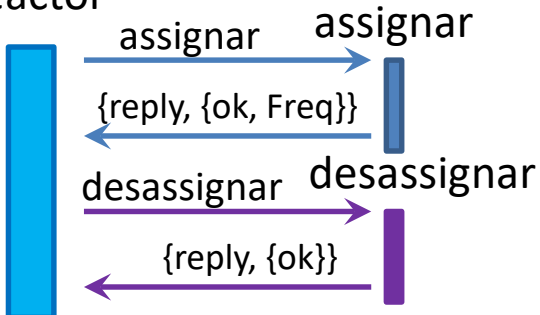 assignar
assignar
{reply, {ok, Freq}}
desassignar
desassignar
{reply, {ok}}